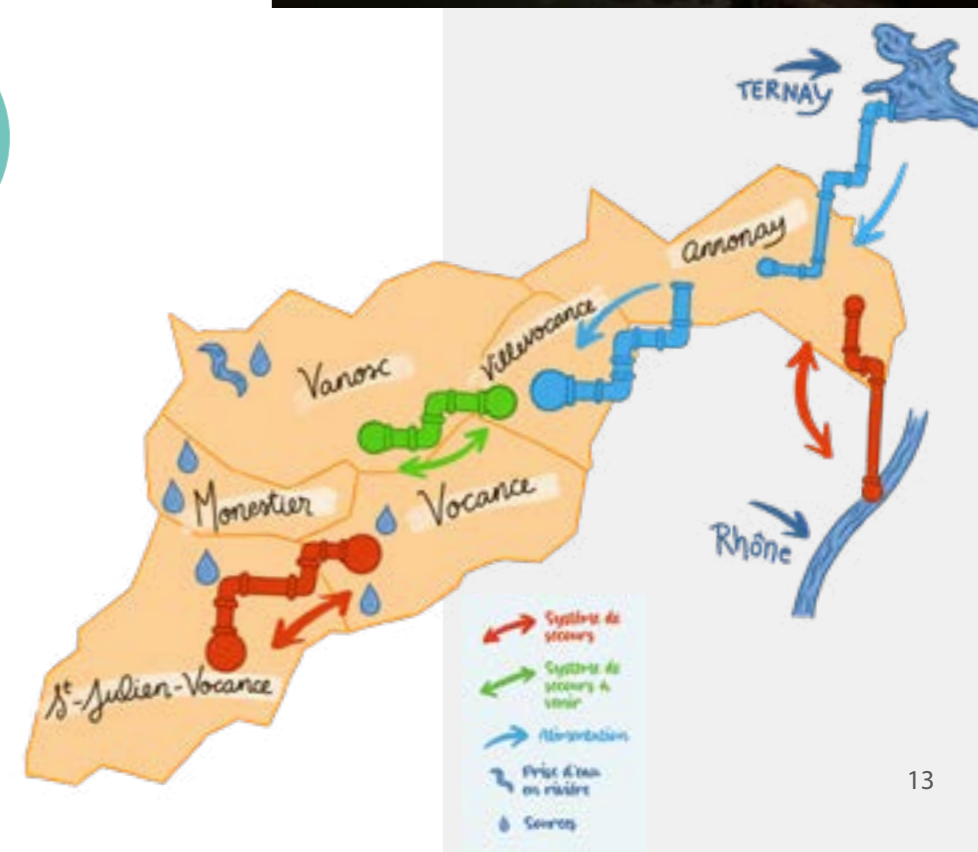 TERNAY
Annonay
Villevocance
Vanosc
Monestier
Vocance
Rhône
St-Julien-Vocance
Système de
secours
Système de
secours à
venir
Alimentation
Prise d'eau
en rivière
Sources
13